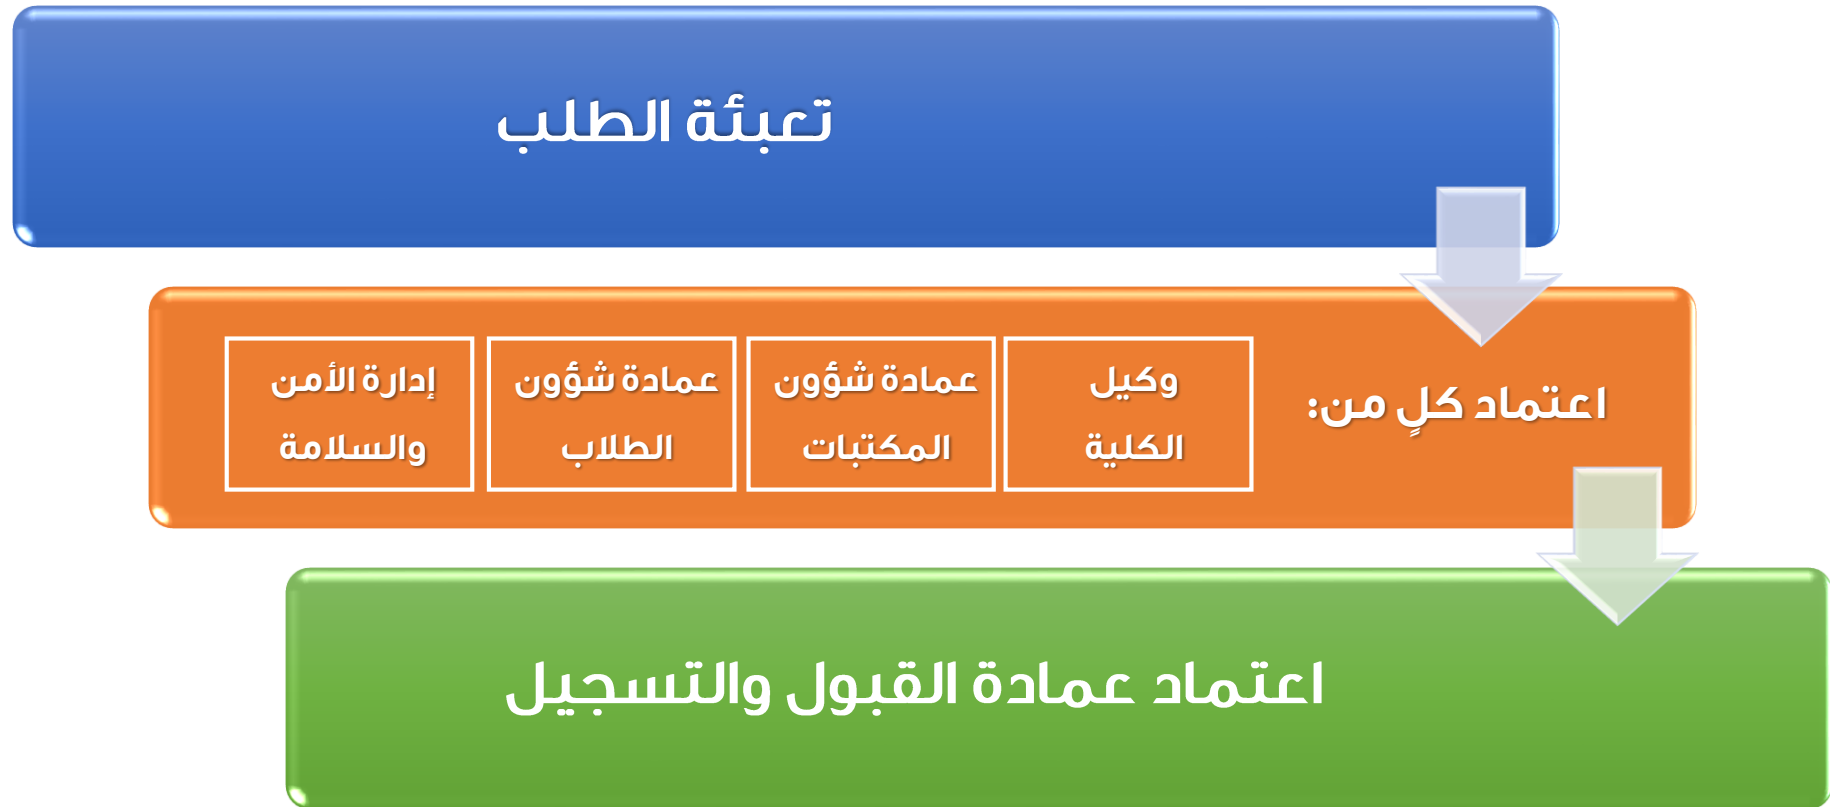 تعبئة الطلب
اعتماد كلٍ من:
وكيل
الكلية
عمادة شؤون
المكتبات
عمادة شؤون
الطلاب
إدارة الأمن
والسلامة
اعتماد عمادة القبول والتسجيل